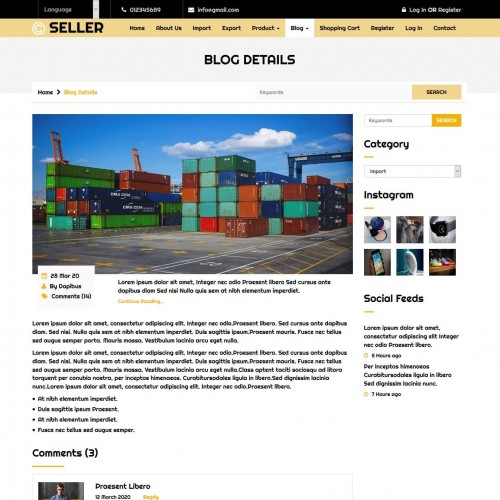 Language
012345689
info@gmail.com
Log In OR Register
SELLER
Home About Us Import Export Product Blog Shopping Cart Register Log In Contact
BLOG DETAILS
Home Blog Details
Keywords
SEARCH
Keywords
SEARCH
Category
Import
Instagram
28 Mar 20
By Dapibus
Comments (14)
Lorem ipsum dolor sit amet, Integer nec odio Praesent libero Sed cursus ante
dapibus diam Sed nisi Nulla quis sem at nibh elementum imperdiet.
Continue Reading...
Social Feeds
Lorem ipsum dolor sit amet, consectetur adipiscing elit. Integer nec odio.Praesent libero. Sed cursus ante dapibus
diam. Sed nisi. Nulla quis sem at nibh elementum imperdiet. Duis sagittis ipsum.Praesent mauris. Fusce nec tellus
sed augue semper porta. Mauris massa. Vestibulum lacinia arcu eget nulla.
Lorem ipsum dolor sit amet, consectetur adipiscing elit. Integer nec odio.Praesent libero. Sed cursus ante dapibus
diam. Sed nisi. Nulla quis sem at nibh elementum imperdiet. Duis sagittis ipsum.Praesent mauris. Fusce nec tellus
sed augue semper porta. Mauris massa. Vestibulum lacinia arcu eget nulla.Class aptent taciti sociosqu ad litora
torquent per conubia nostra, per inceptos himenaeos. Curabitursodales ligula in libero.Sed dignissim lacinia
nunc.Lorem ipsum dolor sit amet, consectetur adipiscing elit. Integer nec odio.Praesent libero.
At nibh elementum imperdiet.
Duis sagittis ipsum Praesent.
At nibh elementum imperdiet.
Fusce nec tellus sed augue semper.
Lorem ipsum dolor sit amet,
consectetur adipiscing elit. Integer
nec odio. Praesent libero.
5 Hours ago
Per inceptos himenaeos
Curabitursodales ligula in libero
Sed dignissim lacinia nunc.
7 Hours ago
Comments (3)
Praesent Libero
12 March 2020 Reply